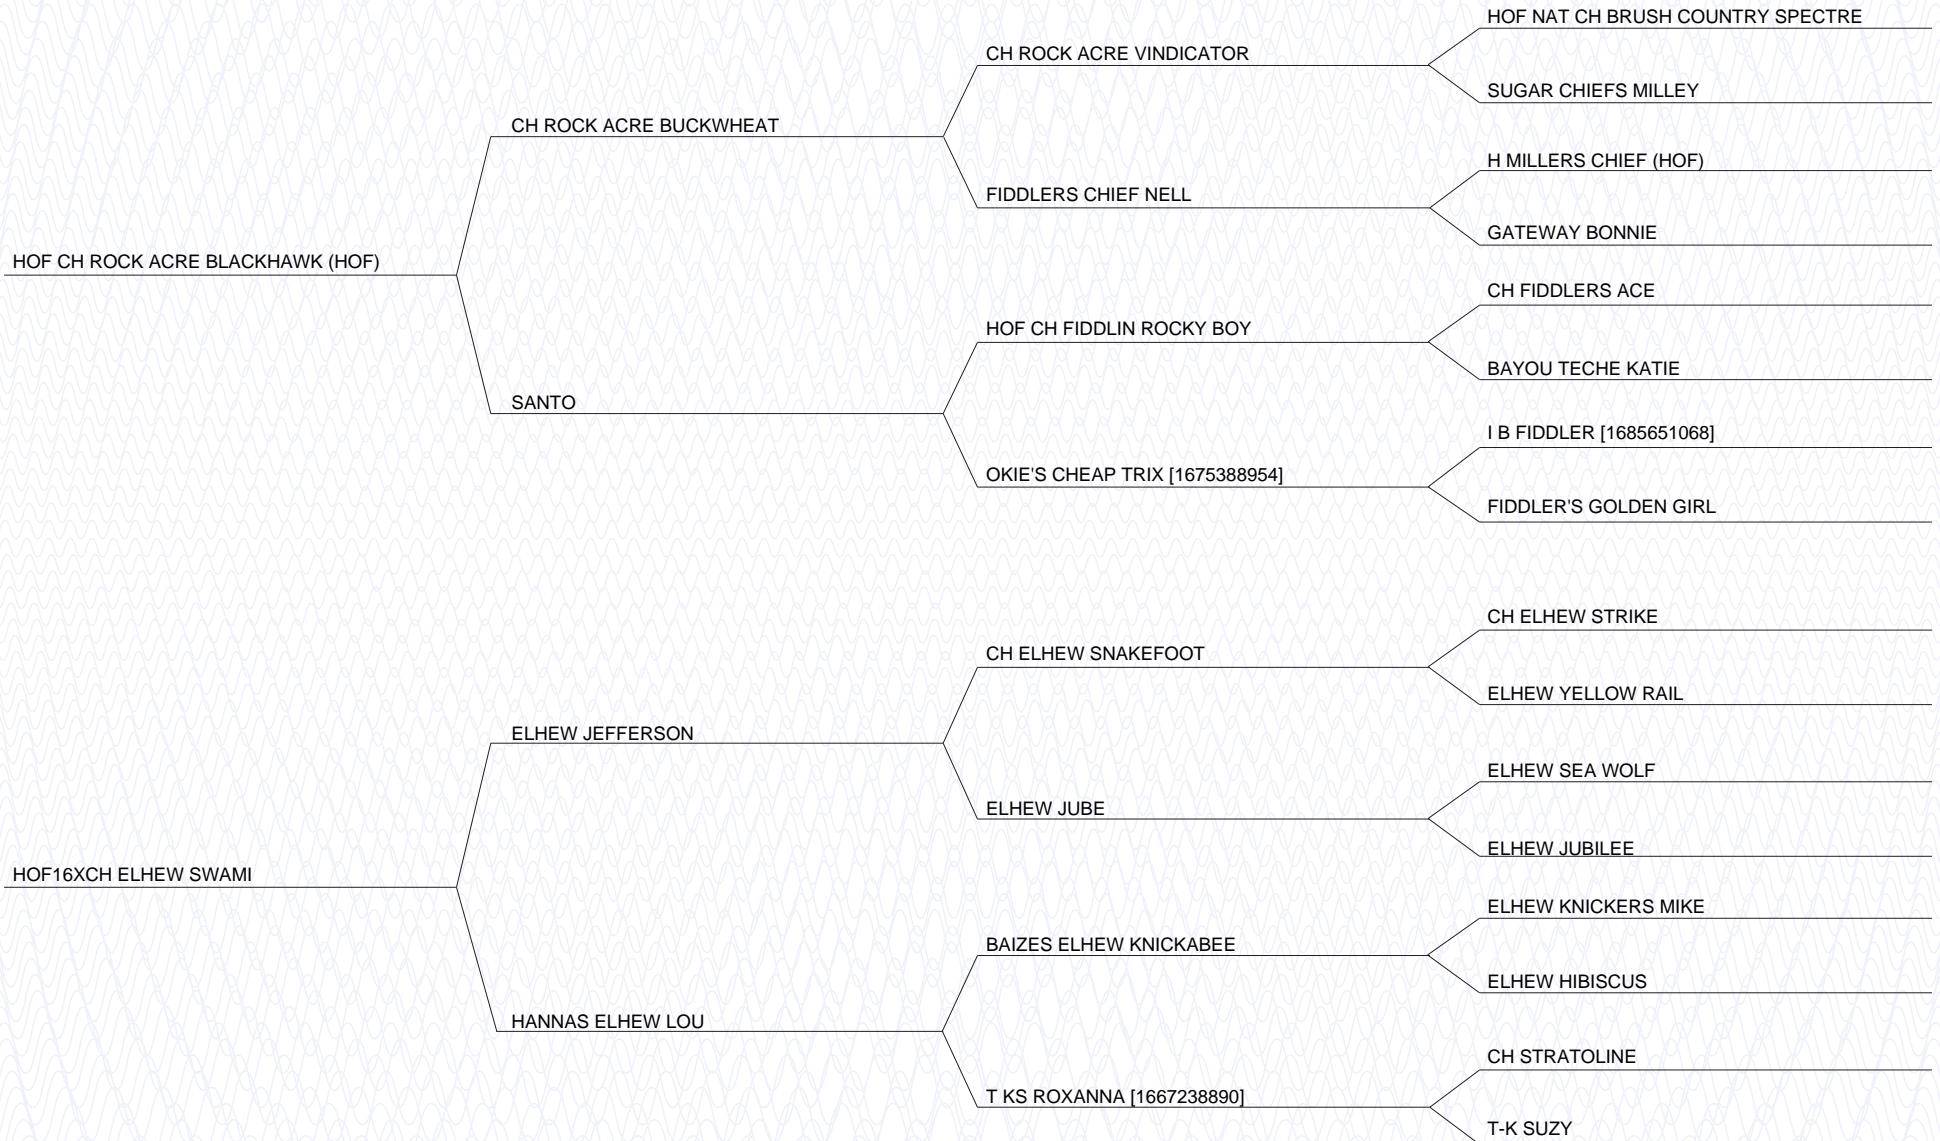 HOF NAT CH BRUSH COUNTRY SPECTRE
CH ROCK ACRE VINDICATOR
SUGAR CHIEFS MILLEY
CH ROCK ACRE BUCKWHEAT
H MILLERS CHIEF (HOF)
FIDDLERS CHIEF NELL
GATEWAY BONNIE
HOF CH ROCK ACRE BLACKHAWK (HOF)
CH FIDDLERS ACE
HOF CH FIDDLIN ROCKY BOY
BAYOU TECHE KATIE
SANTO
I B FIDDLER [1685651068]
OKIE'S CHEAP TRIX [1675388954]
FIDDLER'S GOLDEN GIRL
CH ELHEW STRIKE
CH ELHEW SNAKEFOOT
ELHEW YELLOW RAIL
ELHEW JEFFERSON
ELHEW SEA WOLF
ELHEW JUBE
ELHEW JUBILEE
HOF16XCH ELHEW SWAMI
ELHEW KNICKERS MIKE
BAIZES ELHEW KNICKABEE
ELHEW HIBISCUS
HANNAS ELHEW LOU
CH STRATOLINE
T KS ROXANNA [1667238890]
T-K SUZY